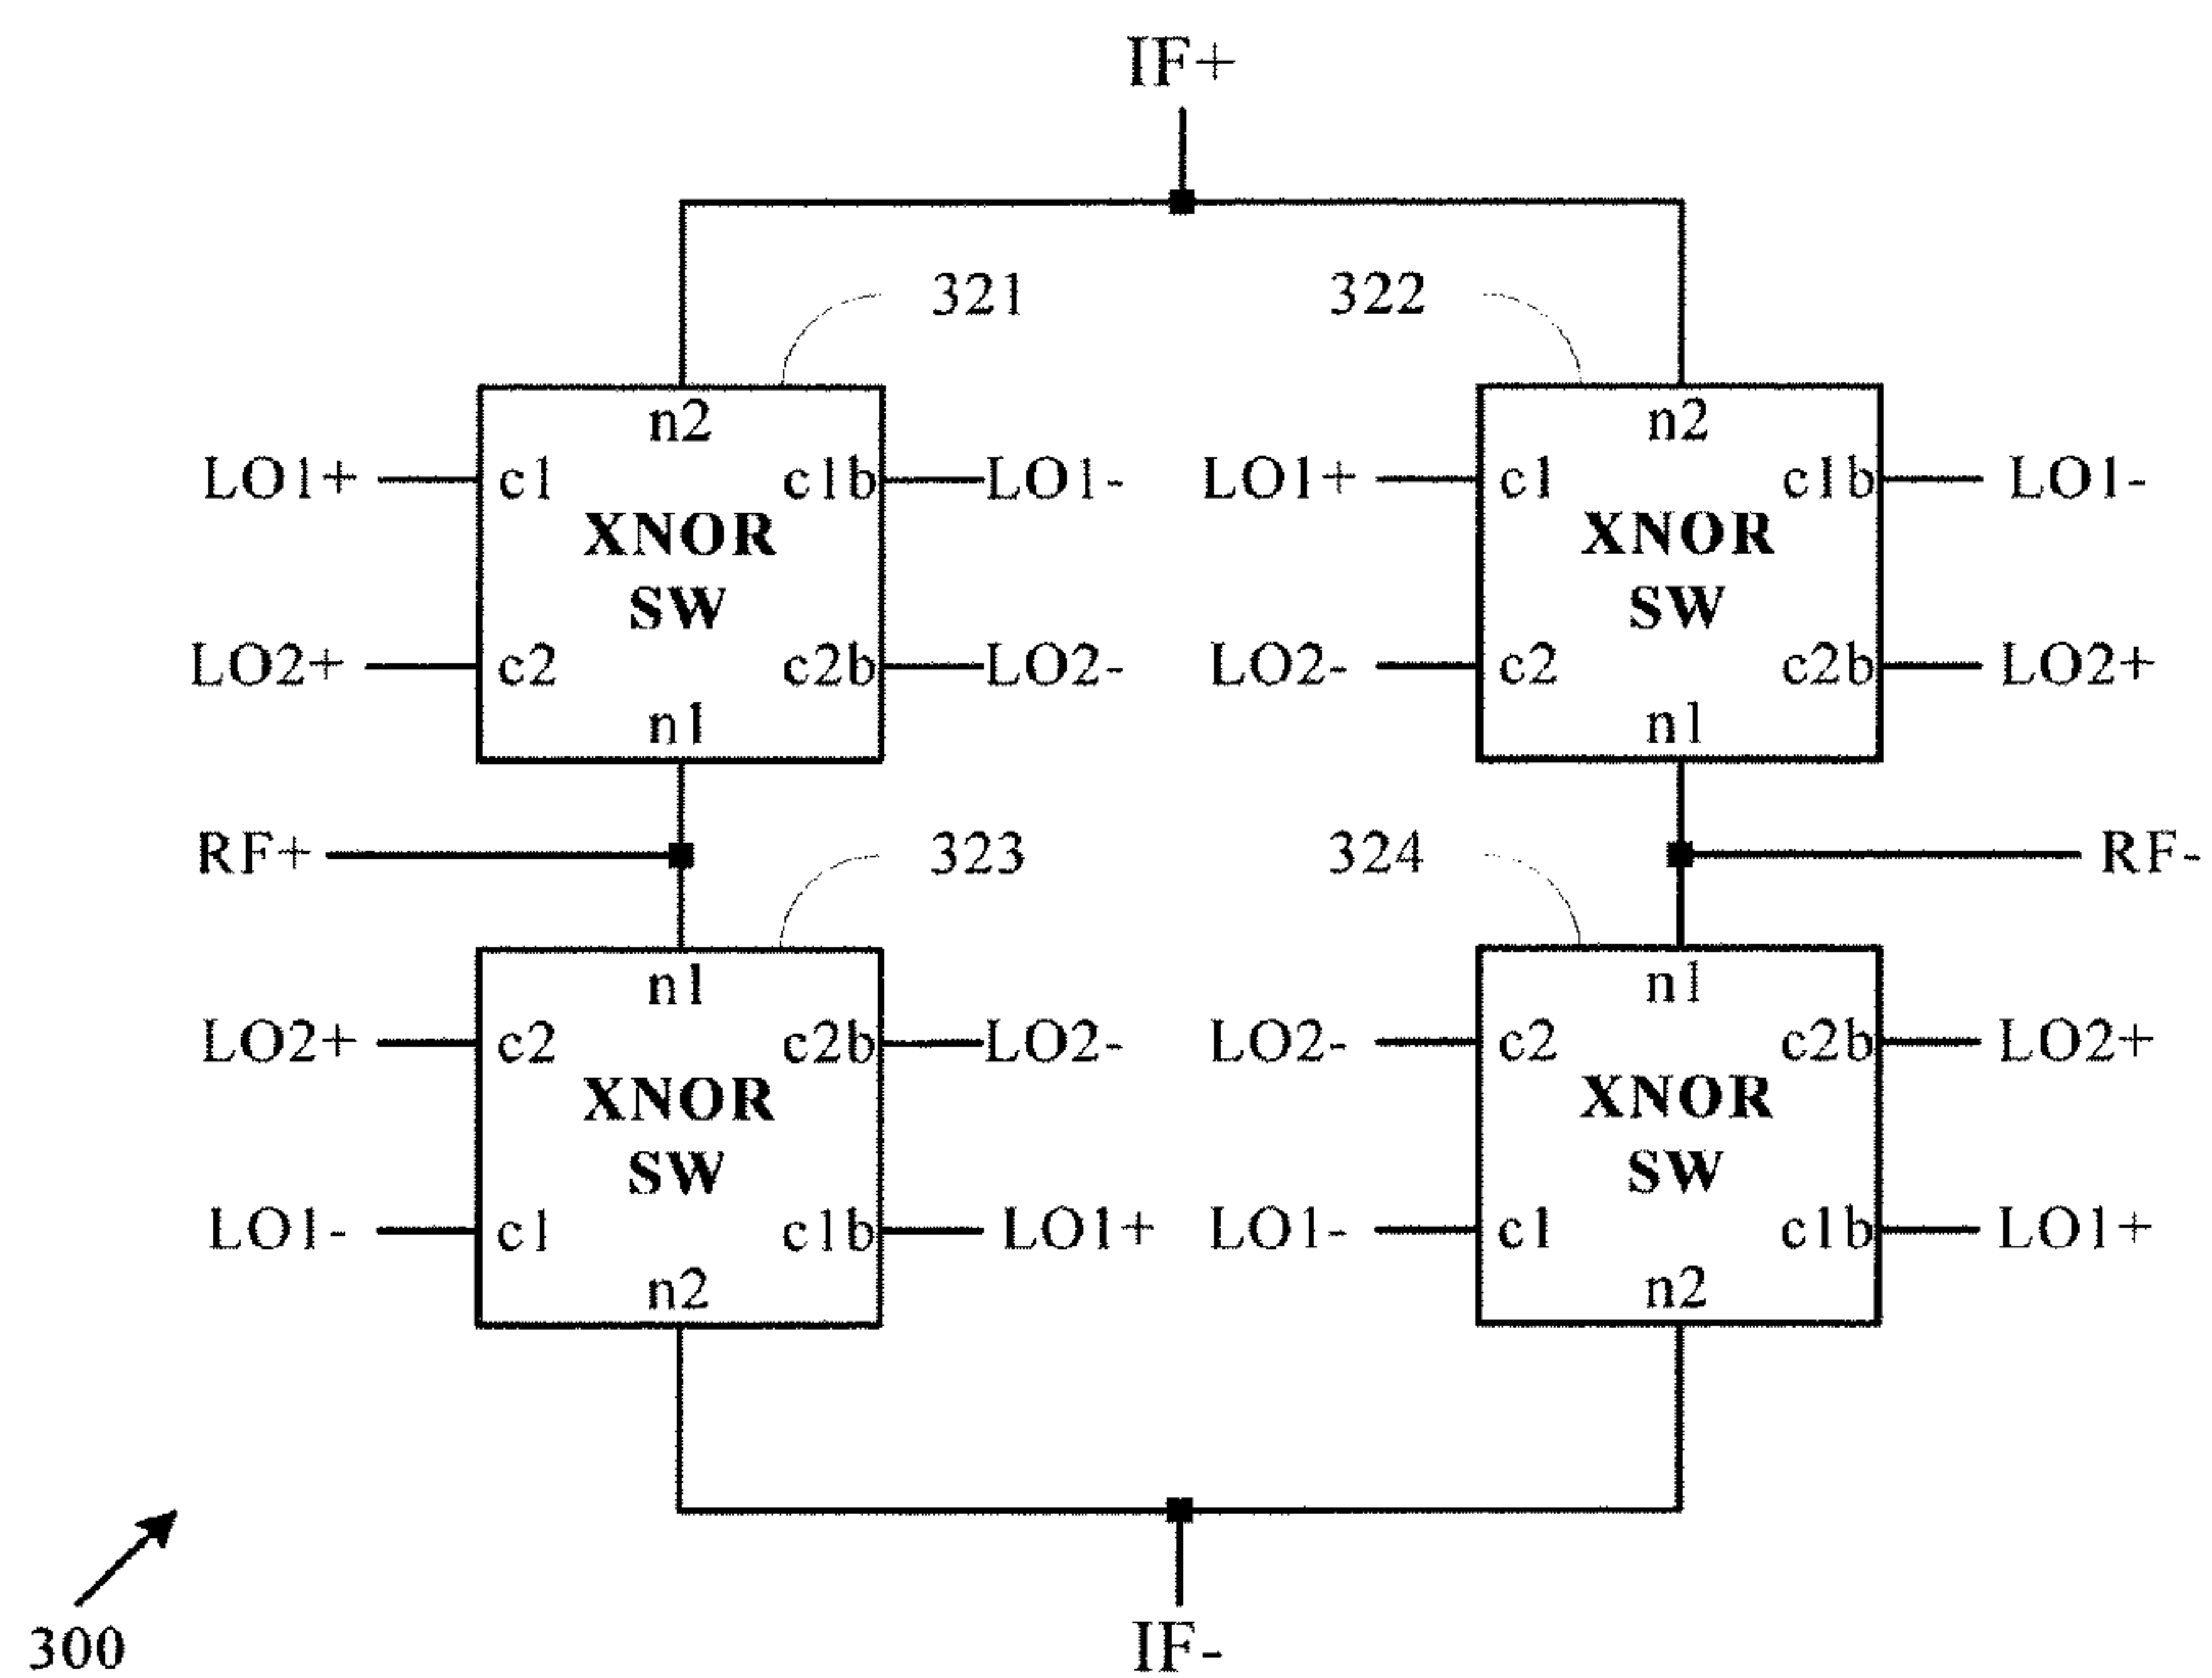 IF+
321 322
n2 n2
LO1+ c1 c1b LO1- LO1+ c1 c1b LO1-
XNOR XNOR
SW SW
LO2+ c2 c2b LO2- LO2- c2 c2b LO2+
n1 n1
RF+ 323 324 RF-
n1 n1
LO2+ c2 c2b LO2- LO2- c2 c2b LO2+
XNOR XNOR
SW SW
LO1- c1 c1b LO1+ LO1- c1 c1b LO1+
n2 n2
300 IF-